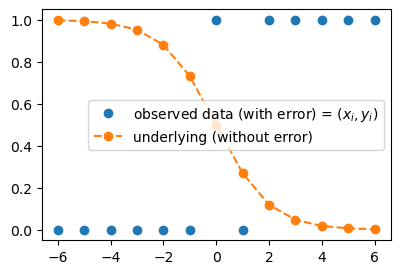 1.0
0.8
0.6
0.4
0.2
0.0
observed data (with error) = (xᵢ, yᵢ)
underlying (without error)
−6 −4 −2 0 2 4 6